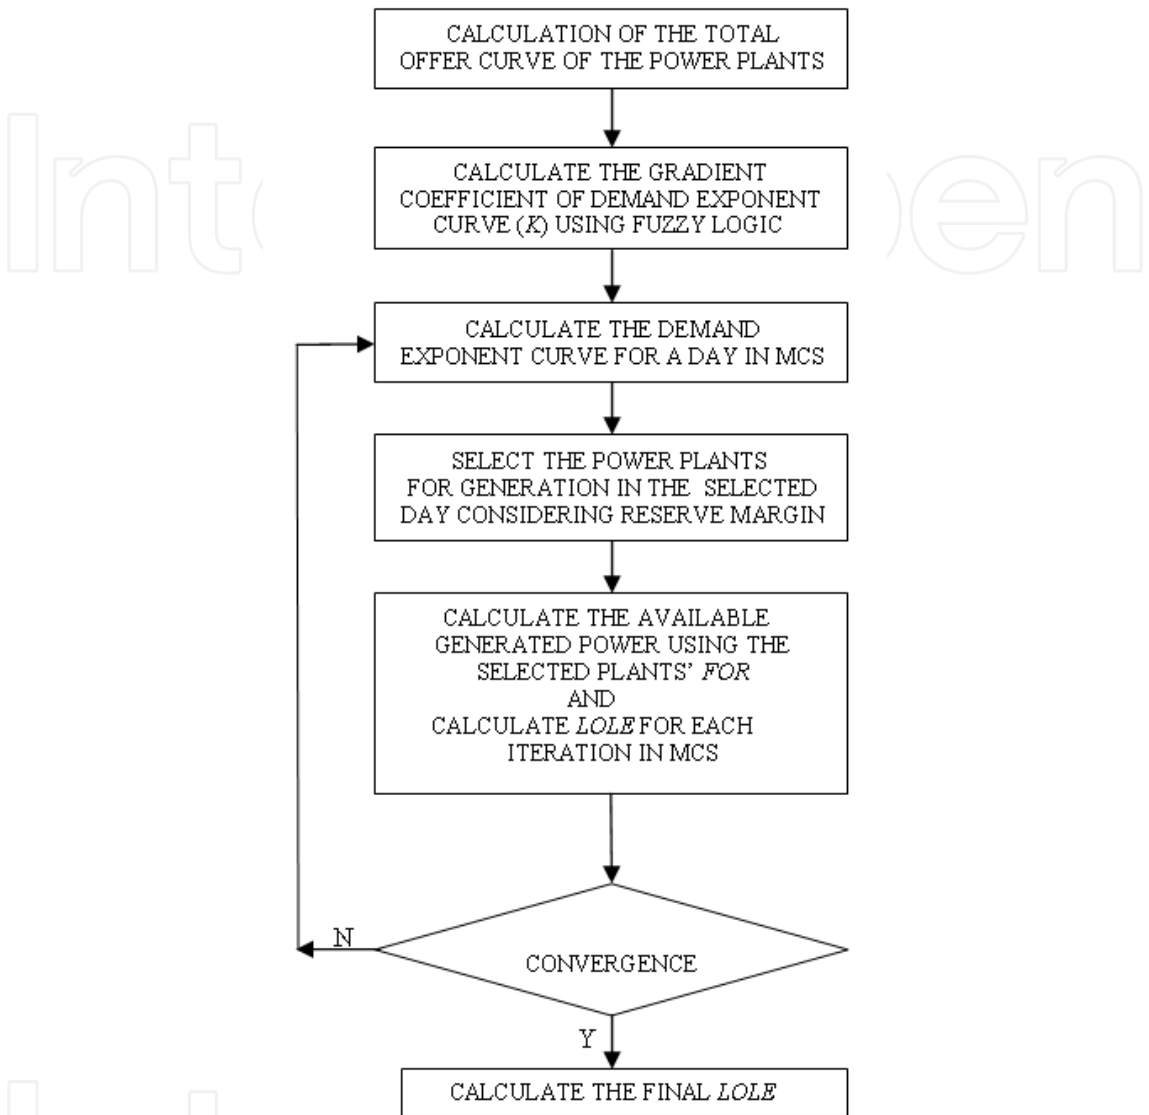 CALCULATION OF THE TOTAL
OFFER CURVE OF THE POWER PLANTS
CALCULATE THE GRADIENT
COEFFICIENT OF DEMAND EXPONENT
CURVE (K) USING FUZZY LOGIC
CALCULATE THE DEMAND
EXPONENT CURVE FOR A DAY IN MCS
SELECT THE POWER PLANTS
FOR GENERATION IN THE SELECTED
DAY CONSIDERING RESERVE MARGIN
CALCULATE THE AVAILABLE
GENERATED POWER USING THE
SELECTED PLANTS’ FOR
AND
CALCULATE LOLE FOR EACH
ITERATION IN MCS
N
CONVERGENCE
Y
CALCULATE THE FINAL LOLE